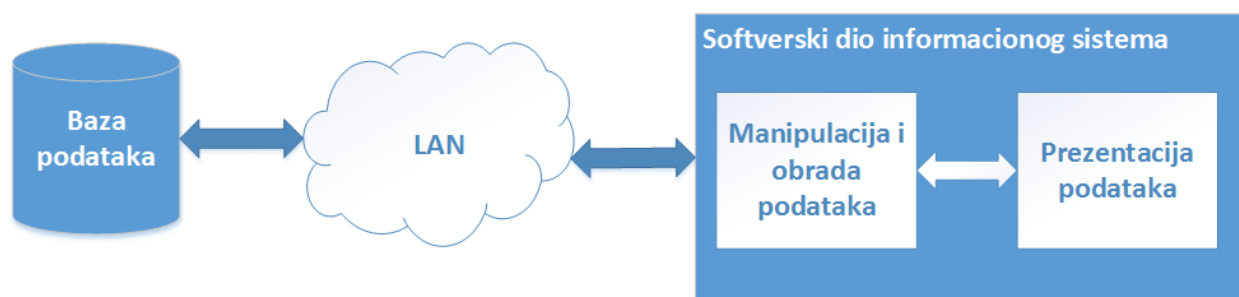 Baza
podataka
LAN
Softverski dio informacionog sistema
Manipulacija i
obrada
podataka
Prezentacija
podataka